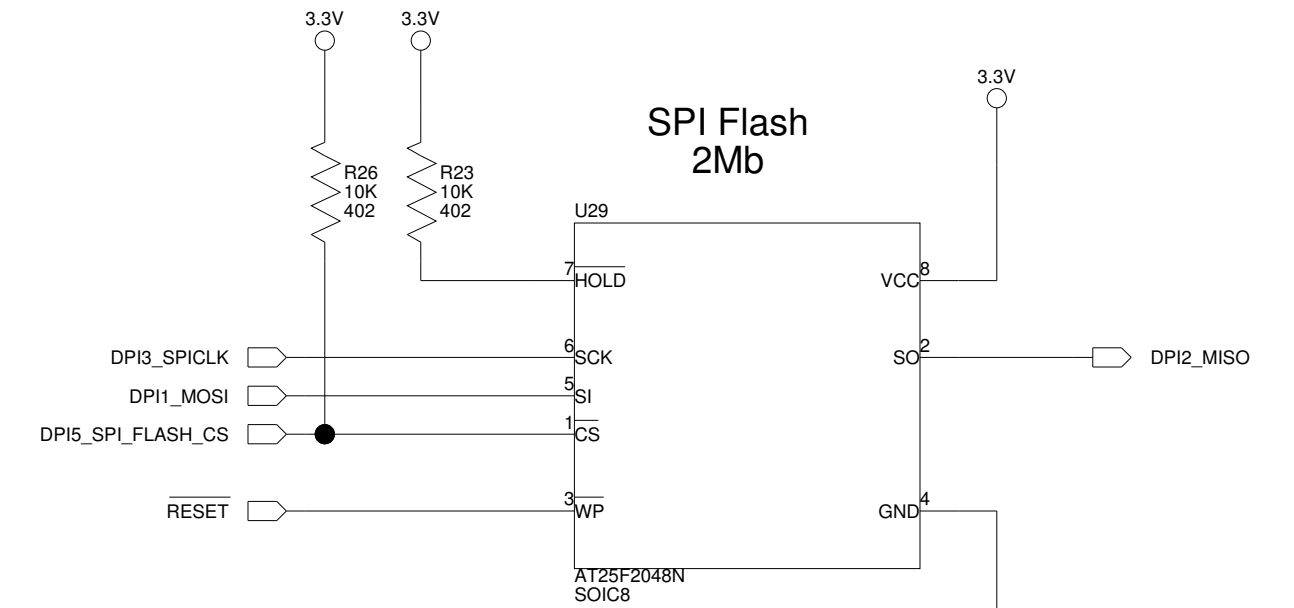 3.3V
3.3V
3.3V
SPI Flash
2Mb
R26
10K
402
R23
10K
402
U29
7
HOLD
VCC
8
DPI3_SPICLK
6
SCK
SO
2
DPI2_MISO
DPI1_MOSI
5
SI
DPI5_SPI_FLASH_CS
1
CS
RESET
3
WP
GND
4
AT25F2048N
SOIC8